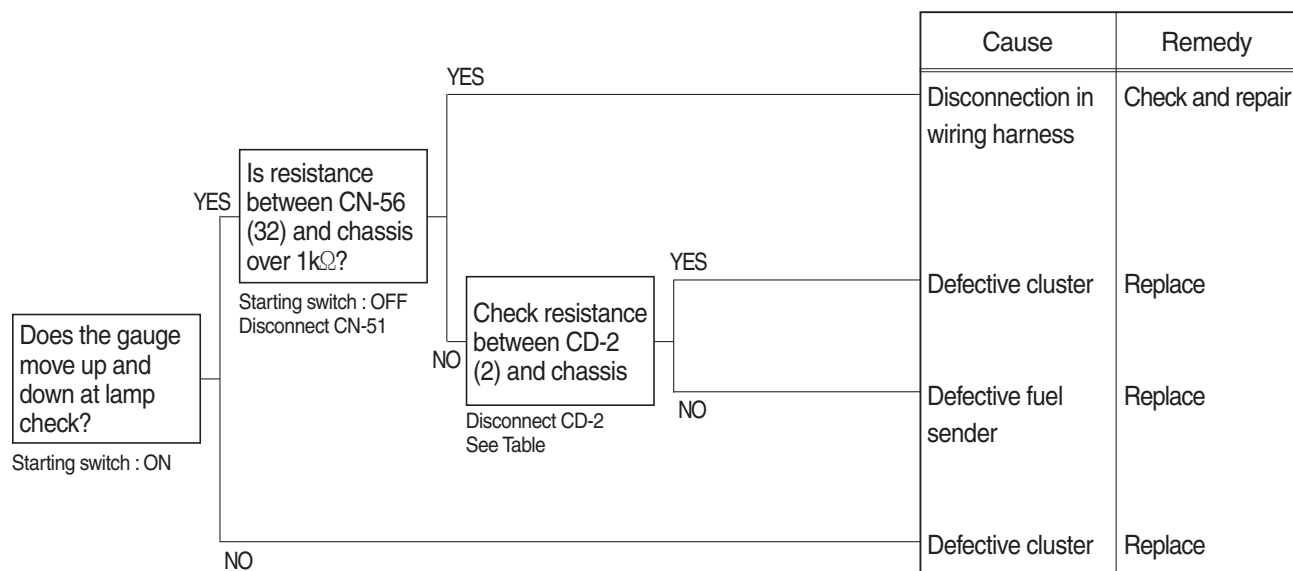 Cause
Remedy
YES
Disconnection in
wiring harness
Check and repair
YES
Is resistance
between CN-56
(32) and chassis
over 1kΩ?
Starting switch : OFF
Disconnect CN-51
YES
Defective cluster
Replace
NO
Check resistance
between CD-2
(2) and chassis
Disconnect CD-2
See Table
NO
Defective fuel
sender
Replace
Does the gauge
move up and
down at lamp
check?
Starting switch : ON
NO
Defective cluster
Replace